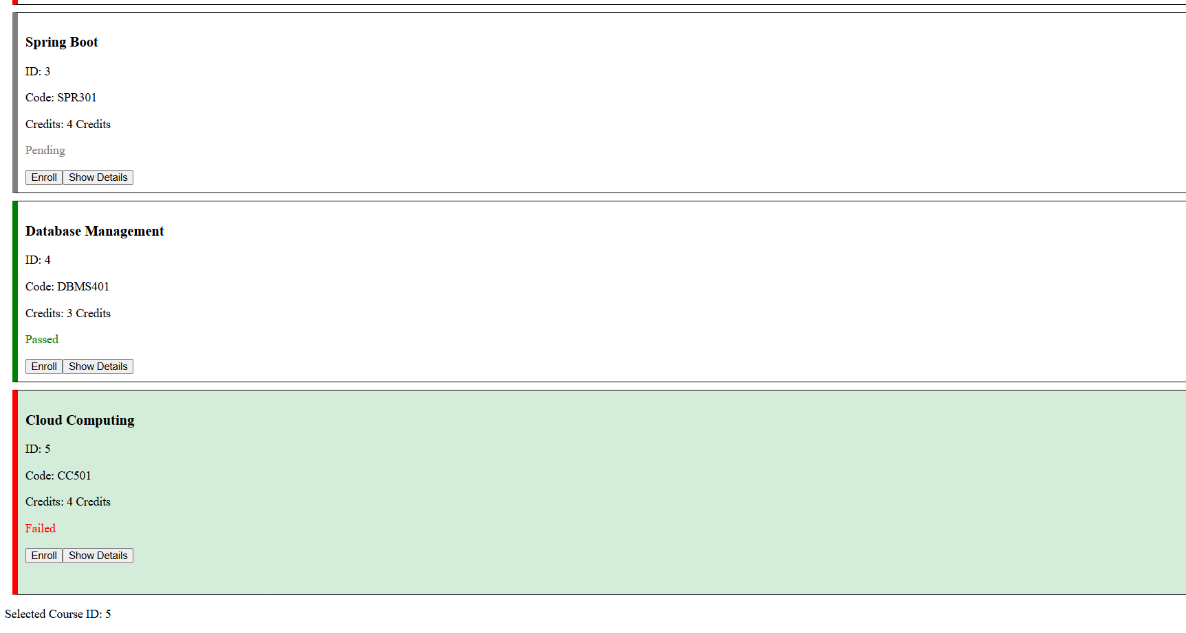 Spring Boot
ID: 3
Code: SPR301
Credits: 4 Credits
Pending
Enroll Show Details
Database Management
ID: 4
Code: DBMS401
Credits: 3 Credits
Passed
Enroll Show Details
Cloud Computing
ID: 5
Code: CC501
Credits: 4 Credits
Failed
Enroll Show Details
Selected Course ID: 5